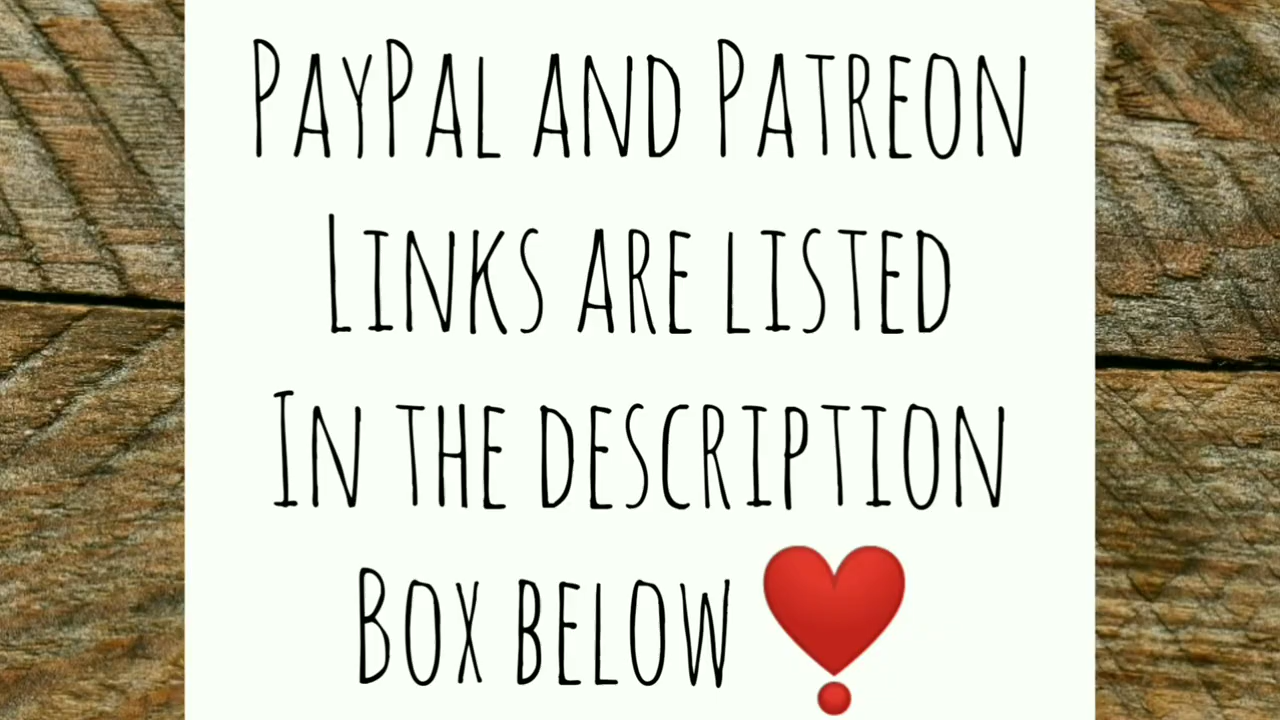 PayPal and Patreon
Links are listed
In the description
Box below ❣